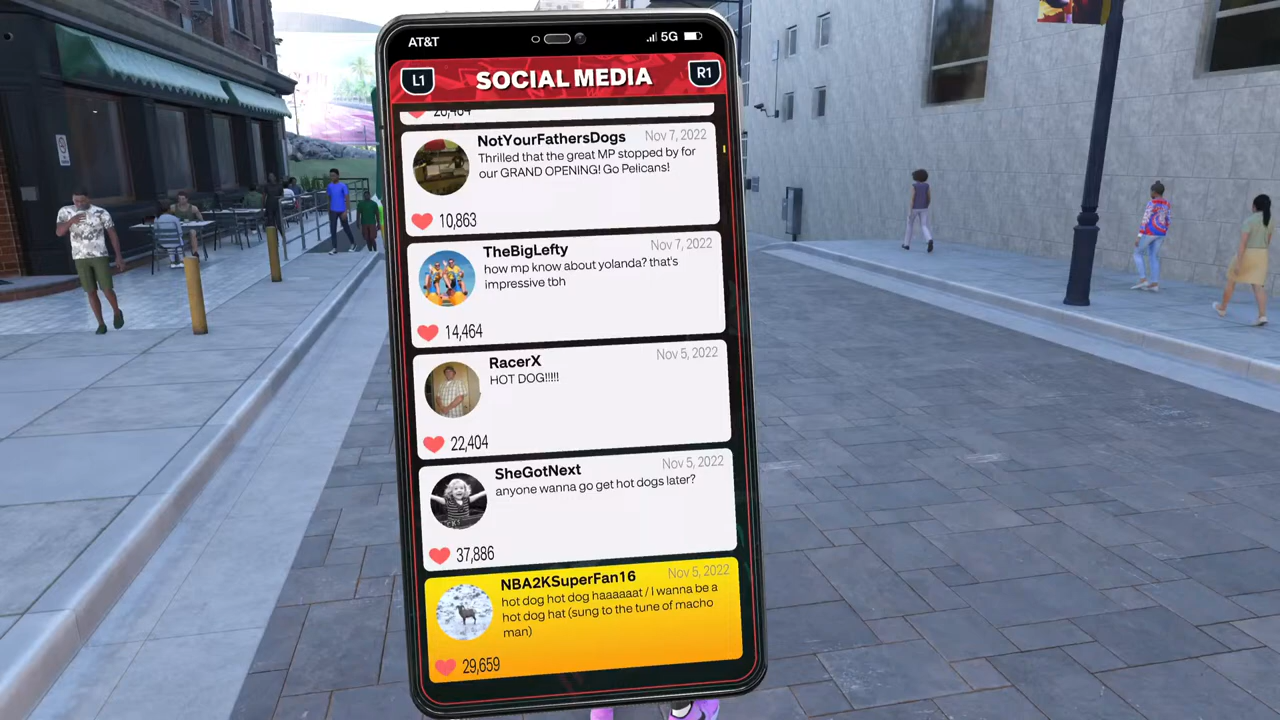 AT&T
5G
L1
SOCIAL MEDIA
R1
NotYourFathersDogs
Nov 7, 2022
Thrilled that the great MP stopped by for
our GRAND OPENING! Go Pelicans!
10,863
TheBigLefty
Nov 7, 2022
how mp know about yolanda? that's
impressive tbh
14,464
RacerX
Nov 5, 2022
HOT DOG!!!!!
22,404
SheGotNext
Nov 5, 2022
anyone wanna go get hot dogs later?
37,886
NBA2KSuperFan16
Nov 5, 2022
hot dog hot dog haaaaaat / I wanna be a
hot dog hat (sung to the tune of macho
man)
29,659